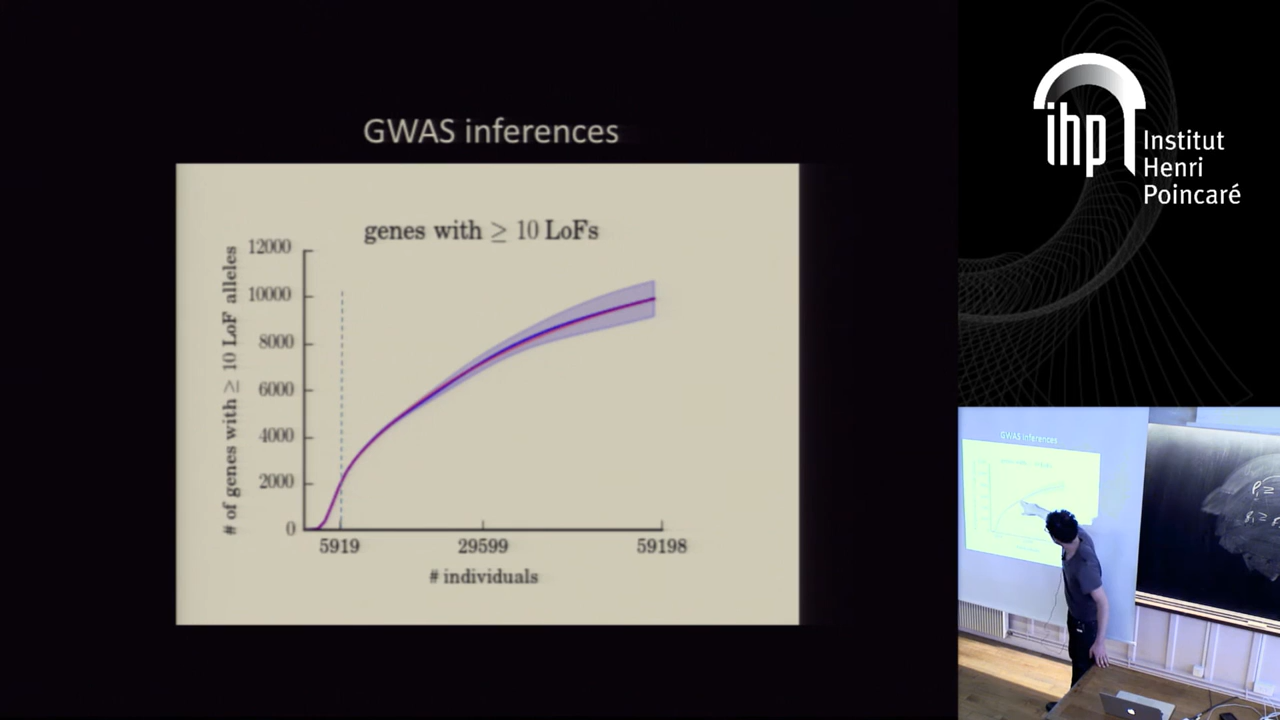 GWAS inferences
genes with ≥ 10 LoFs
# of genes with ≥ 10 LoF alleles
12000
10000
8000
6000
4000
2000
0
5919
29599
59198
# individuals
ihp
Institut
Henri
Poincaré
GWAS inferences